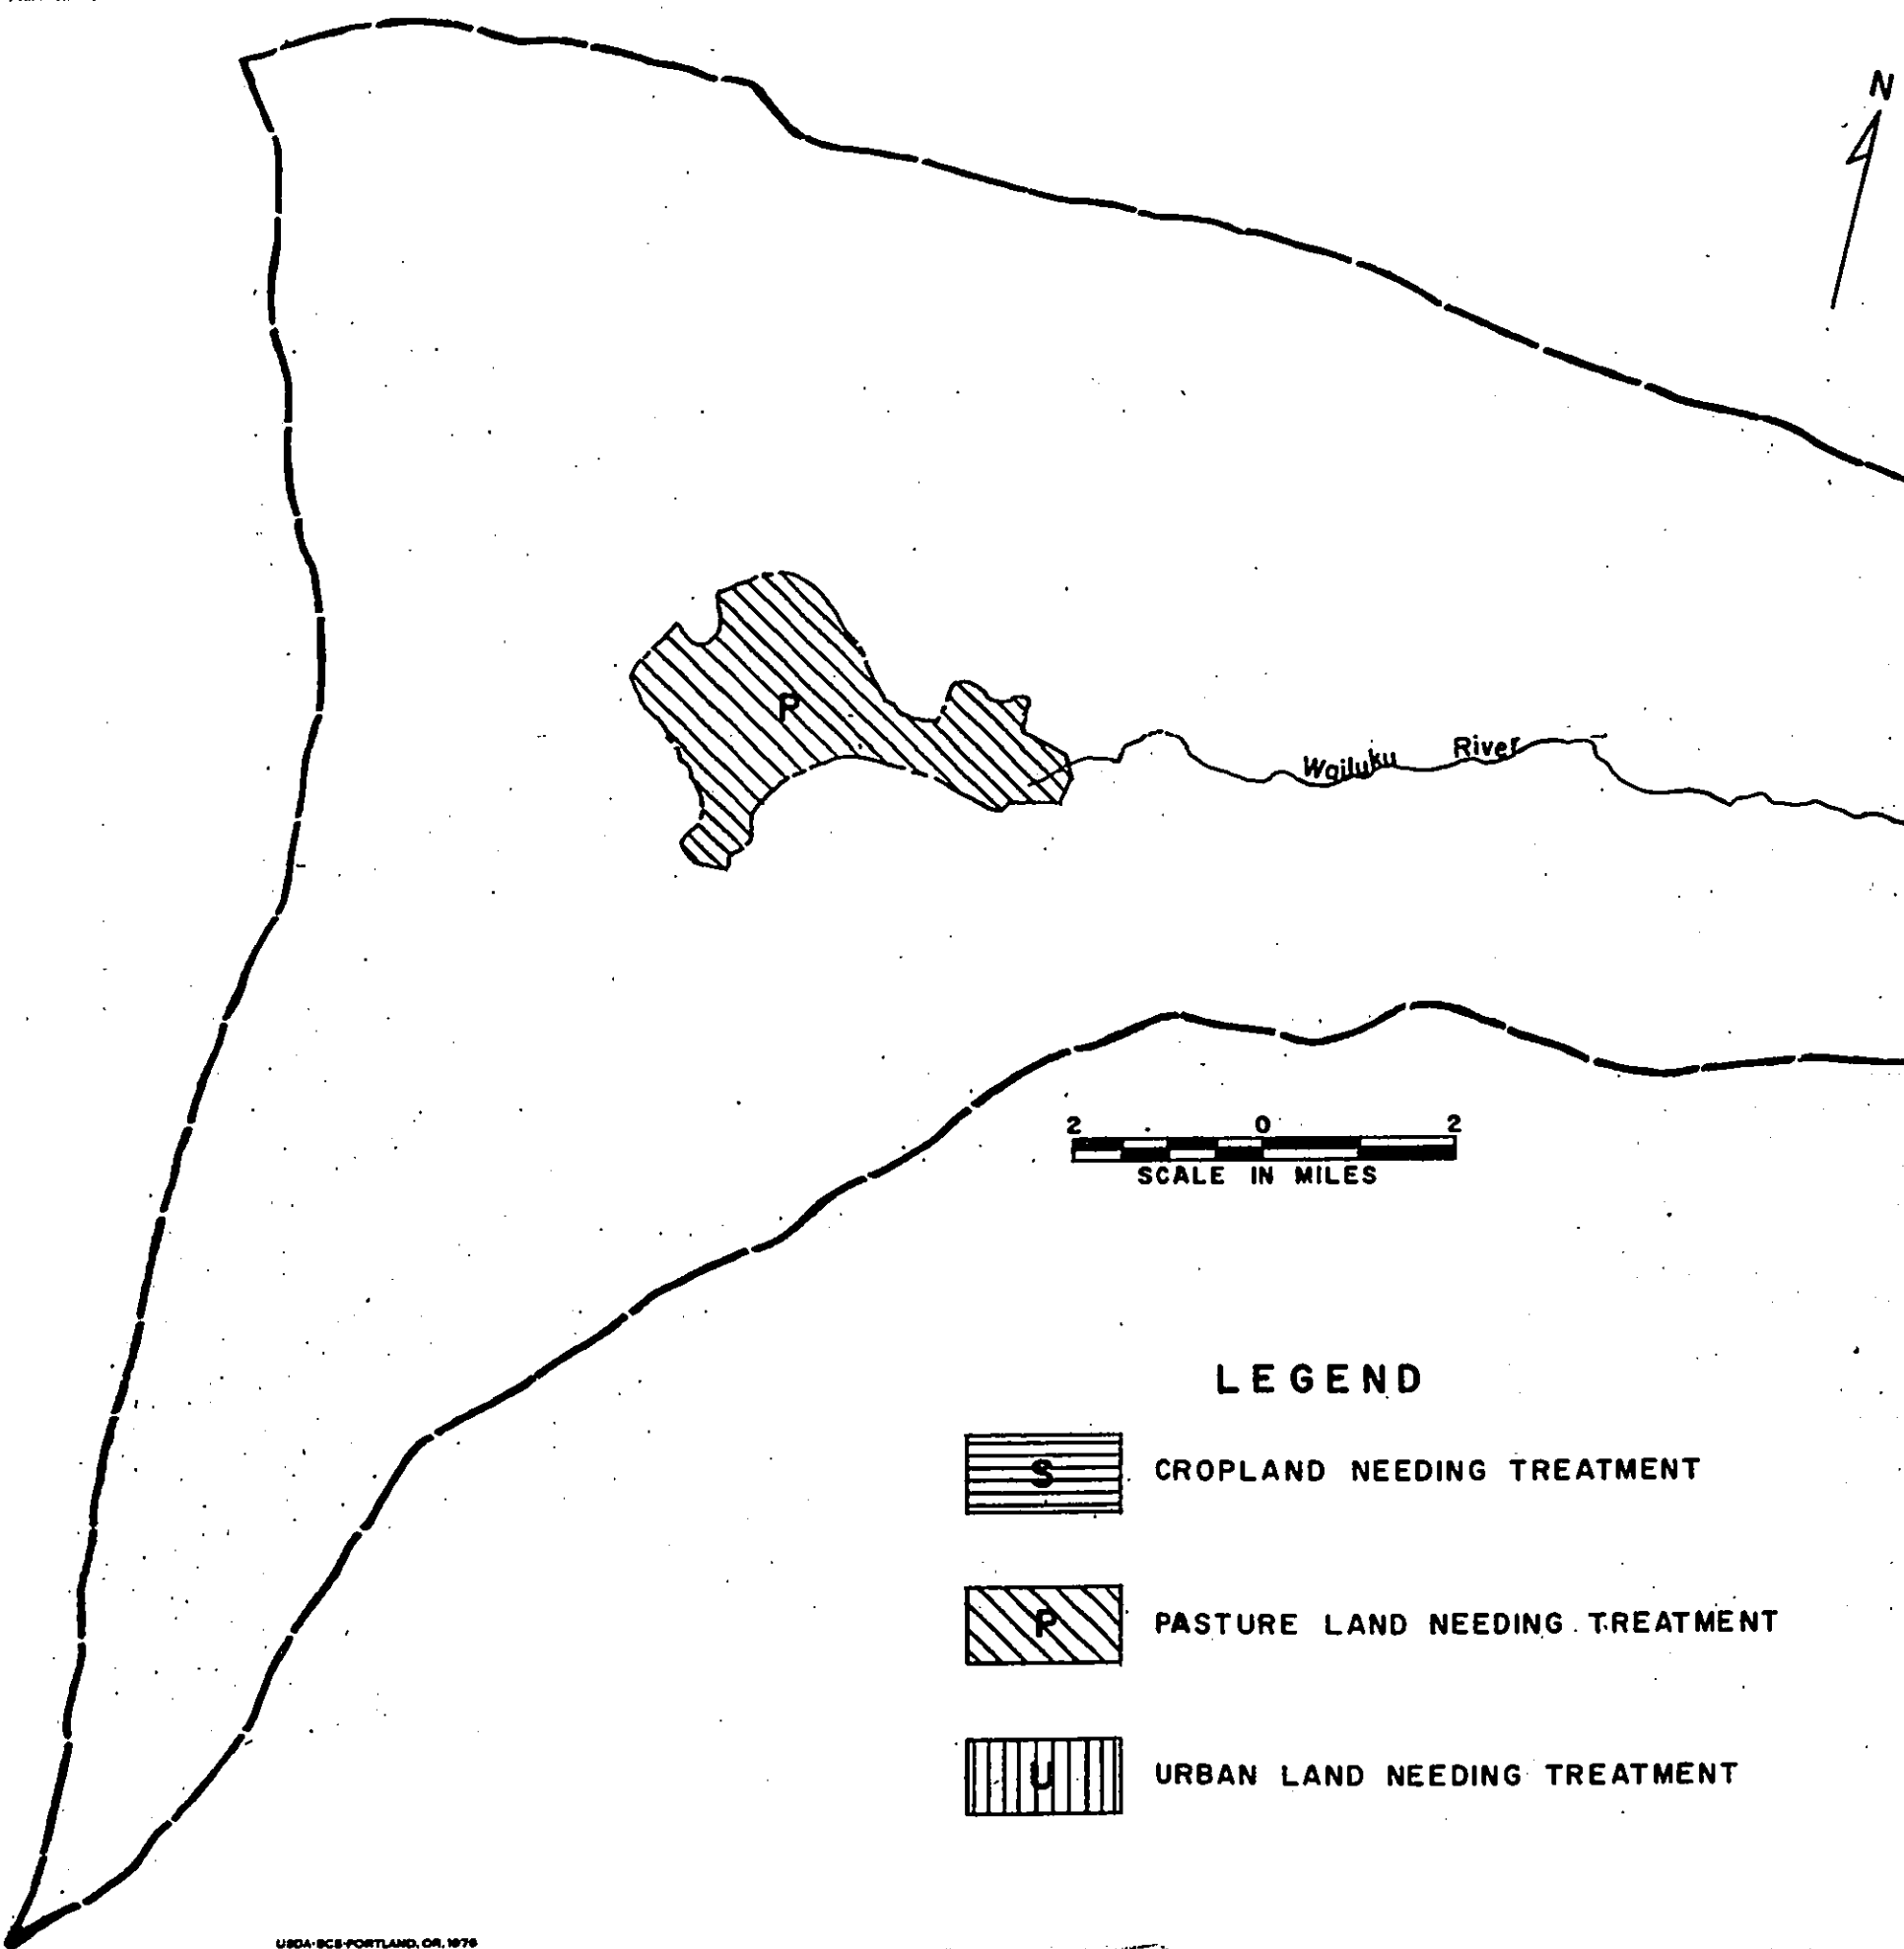 N
P
Wailuku River
2 0 2
SCALE IN MILES
LEGEND
S CROPLAND NEEDING TREATMENT
P PASTURE LAND NEEDING TREATMENT
U URBAN LAND NEEDING TREATMENT
USDA-SCS-PORTLAND, OR. 1976